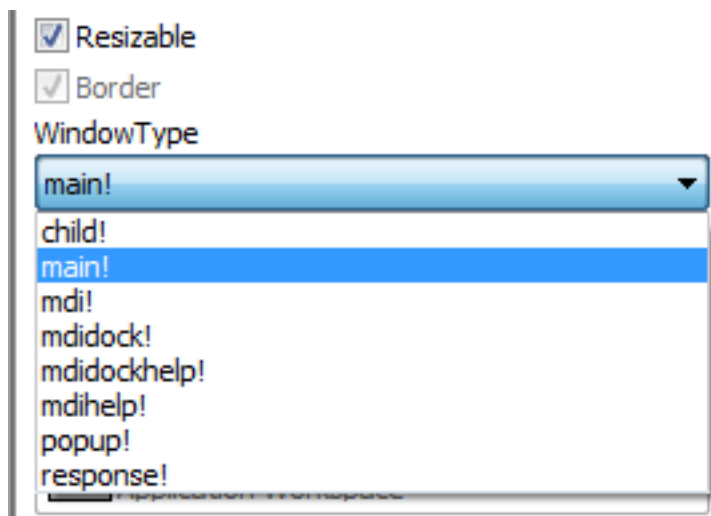 Resizable
Border
WindowType
main!
child!
main!
mdi!
mdidock!
mdidockhelp!
mdihelp!
popup!
response!